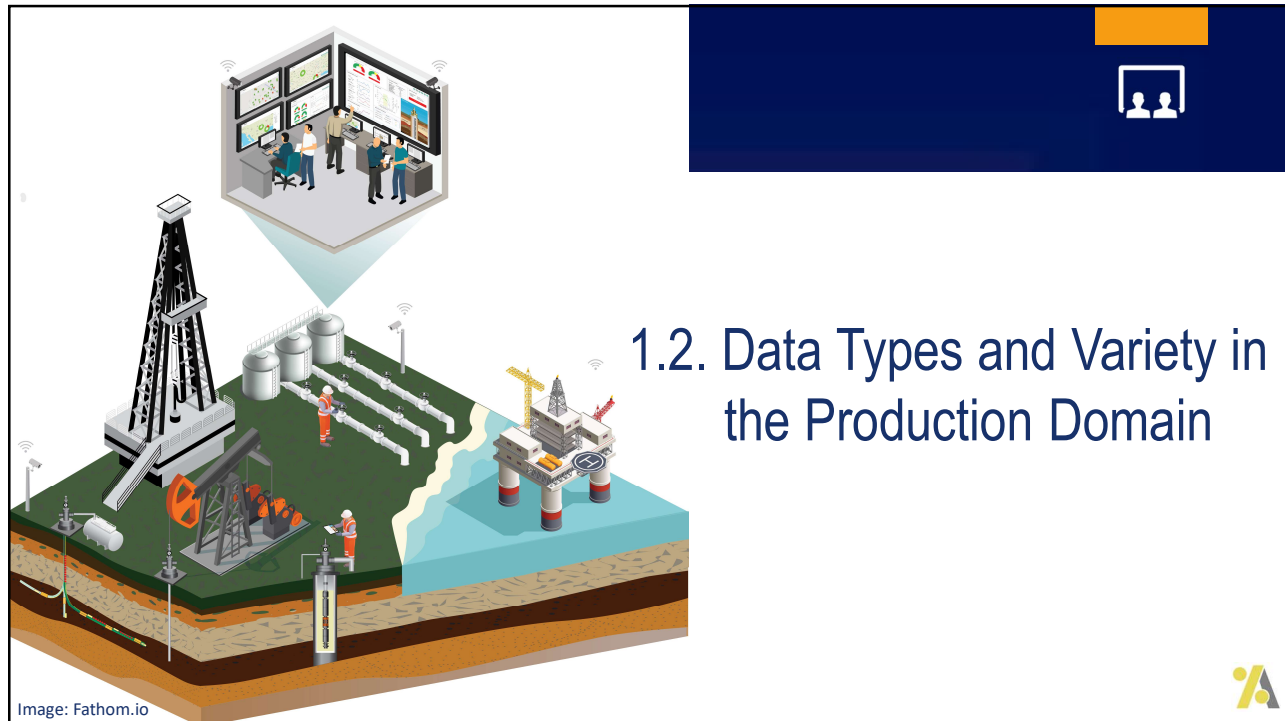 1.2. Data Types and Variety in
the Production Domain
H
Image: Fathom.io